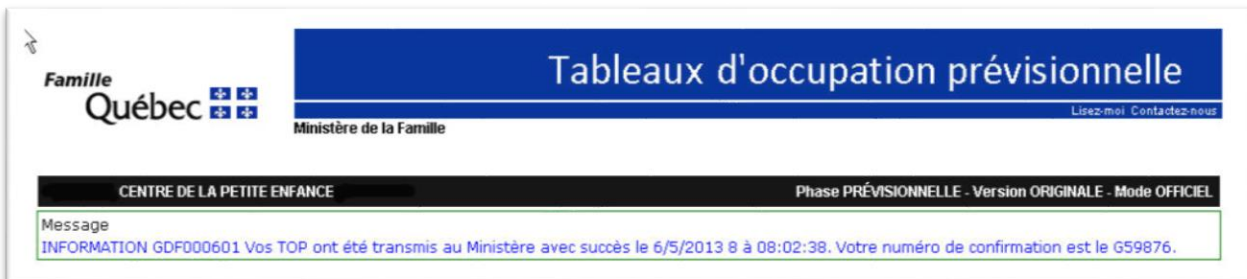 Famille
Québec
Tableaux d'occupation prévisionnelle
Lisez-moi Contactez-nous
Ministère de la Famille
CENTRE DE LA PETITE ENFANCE
Phase PRÉVISIONNELLE - Version ORIGINALE - Mode OFFICIEL
Message
INFORMATION GDF000601 Vos TOP ont été transmis au Ministère avec succès le 6/5/2013 8 à 08:02:38. Votre numéro de confirmation est le G59876.